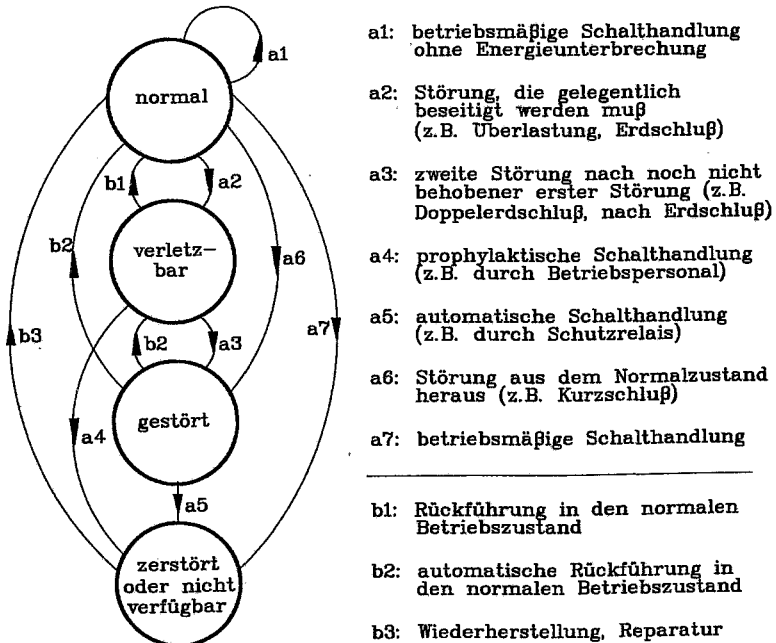 a1
normal
b1
a2
verletz-
bar
b2
a6
b3
b2
a3
a7
gestört
a4
a5
zerstört
oder nicht
verfügbar
a1: betriebsmäßige Schalthandlung
ohne Energieunterbrechung
a2: Störung, die gelegentlich
beseitigt werden muß
(z.B. Überlastung, Erdschluß)
a3: zweite Störung nach noch nicht
behobener erster Störung (z.B.
Doppelerdschluß, nach Erdschluß)
a4: prophylaktische Schalthandlung
(z.B. durch Betriebspersonal)
a5: automatische Schalthandlung
(z.B. durch Schutzrelais)
a6: Störung aus dem Normalzustand
heraus (z.B. Kurzschluß)
a7: betriebsmäßige Schalthandlung
b1: Rückführung in den normalen
Betriebszustand
b2: automatische Rückführung in
den normalen Betriebszustand
b3: Wiederherstellung, Reparatur